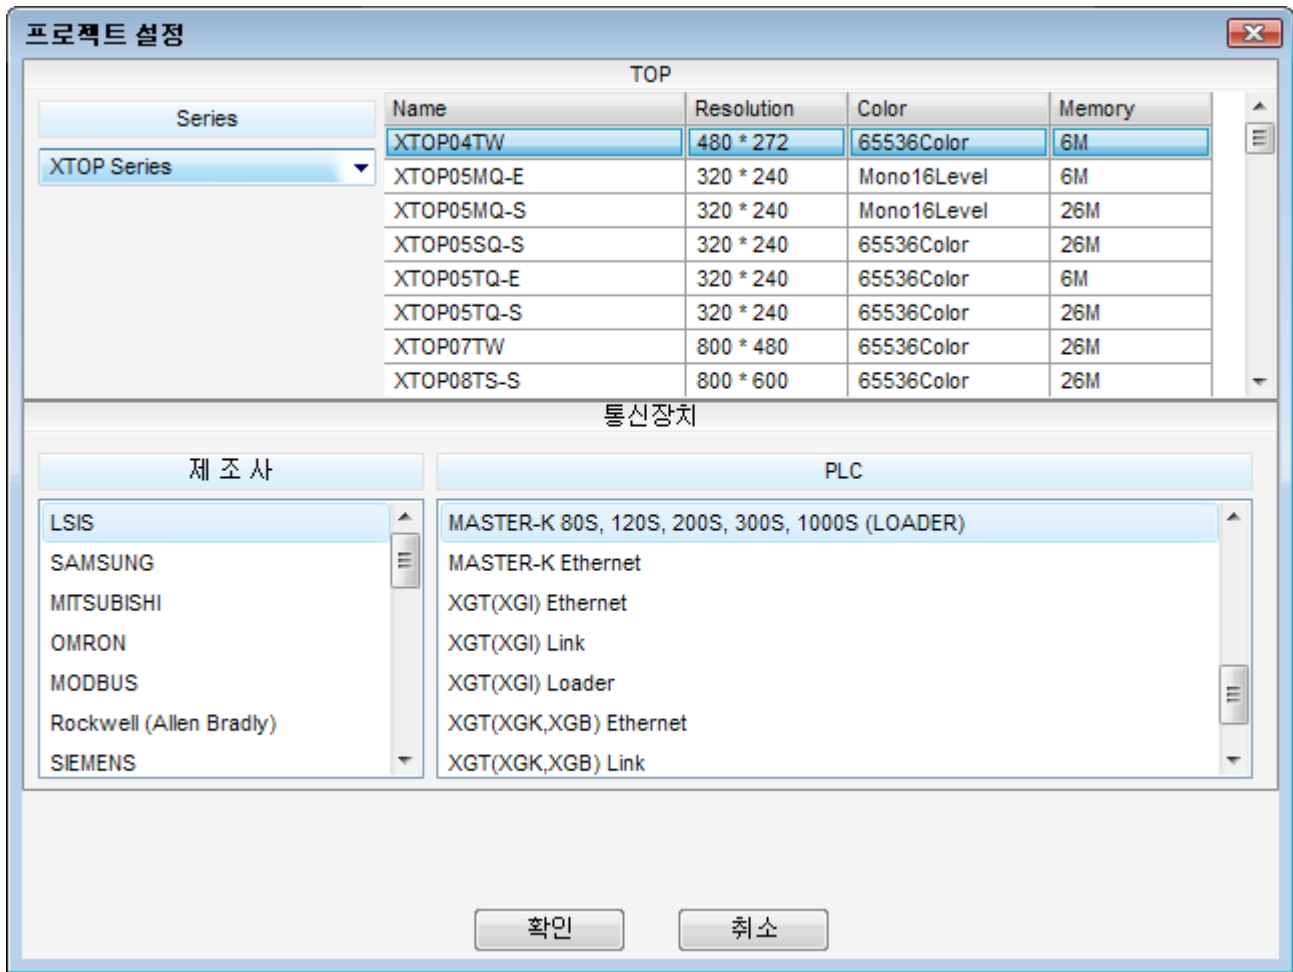 프로젝트 설정
TOP
Series
XTOP Series
Name Resolution Color Memory
XTOP04TW 480 * 272 65536Color 6M
XTOP05MQ-E 320 * 240 Mono16Level 6M
XTOP05MQ-S 320 * 240 Mono16Level 26M
XTOP05SQ-S 320 * 240 65536Color 26M
XTOP05TQ-E 320 * 240 65536Color 6M
XTOP05TQ-S 320 * 240 65536Color 26M
XTOP07TW 800 * 480 65536Color 26M
XTOP08TS-S 800 * 600 65536Color 26M
통신장치
제 조 사
LSIS
SAMSUNG
MITSUBISHI
OMRON
MODBUS
Rockwell (Allen Bradly)
SIEMENS
PLC
MASTER-K 80S, 120S, 200S, 300S, 1000S (LOADER)
MASTER-K Ethernet
XGT(XGI) Ethernet
XGT(XGI) Link
XGT(XGI) Loader
XGT(XGK,XGB) Ethernet
XGT(XGK,XGB) Link
확인 취소